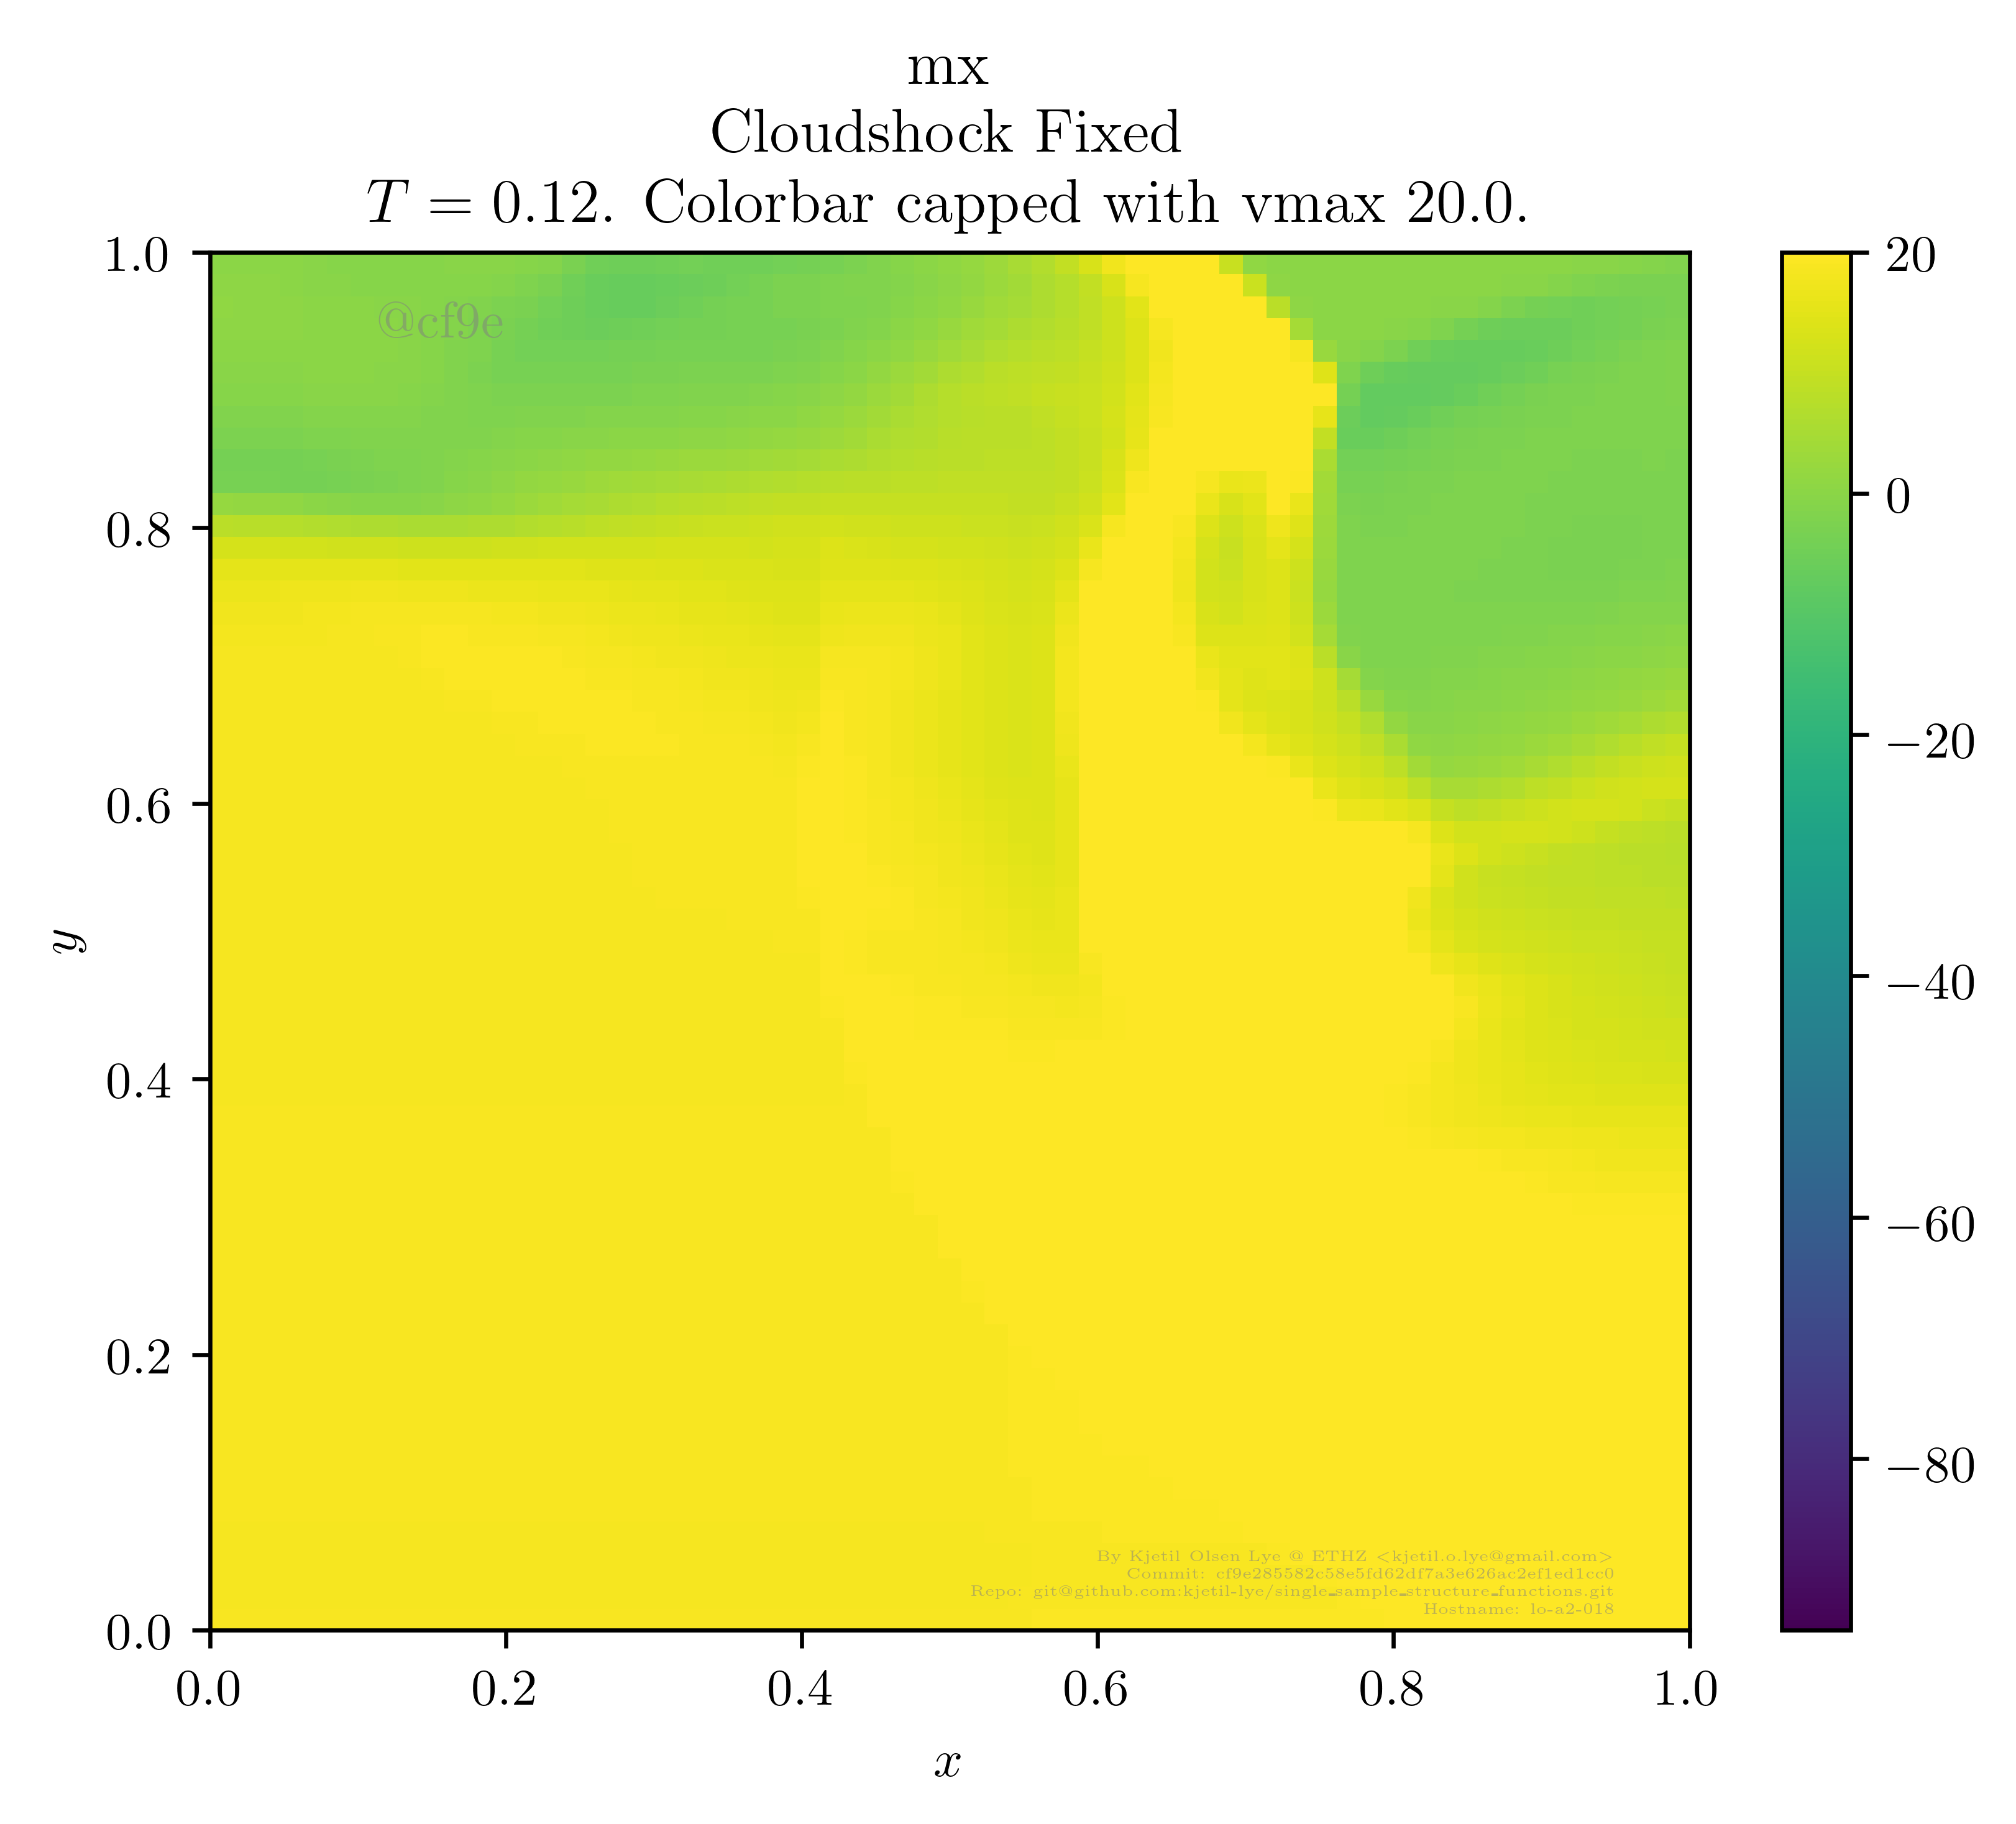 mx
Cloudshock Fixed
T = 0.12. Colorbar capped with vmax 20.0.
1.0
0.8
0.6
0.4
0.2
0.0
y
0.0 0.2 0.4 0.6 0.8 1.0
x
20
0
−20
−40
−60
−80
@cf9e
By Kjetil Olsen Lye @ ETHZ <kjetil.o.lye@gmail.com>
Commit: cf9e285582c58e5fd62df7a3e626ac2ef1ed1cc0
Repo: git@github.com:kjetil-lye/single_sample_structure_functions.git
Hostname: lo-a2-018